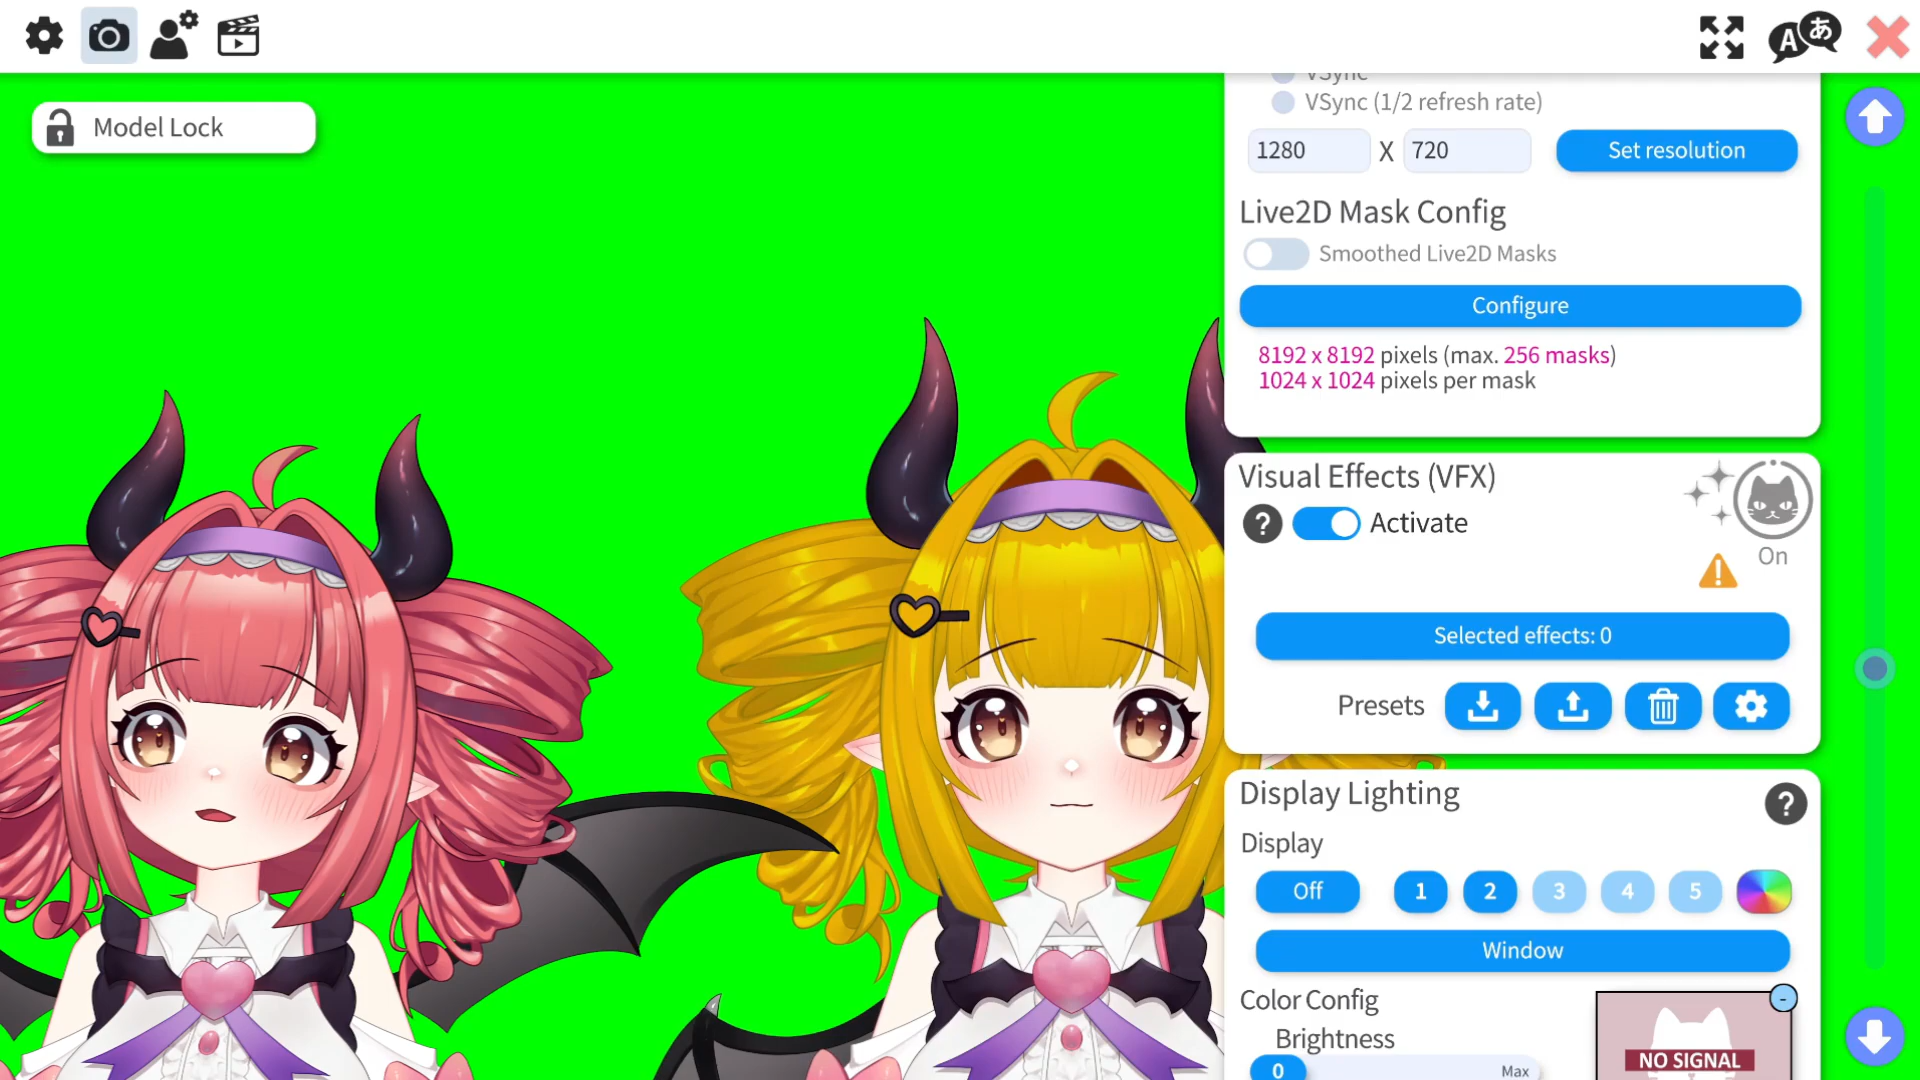 A あ
Model Lock
VSync
VSync (1/2 refresh rate)
1280 X 720 Set resolution
Live2D Mask Config
Smoothed Live2D Masks
Configure
8192 x 8192 pixels (max. 256 masks)
1024 x 1024 pixels per mask
Visual Effects (VFX)
? Activate
On
Selected effects: 0
Presets
Display Lighting ?
Display
Off 1 2 3 4 5
Window
Color Config
Brightness
0 Max
NO SIGNAL